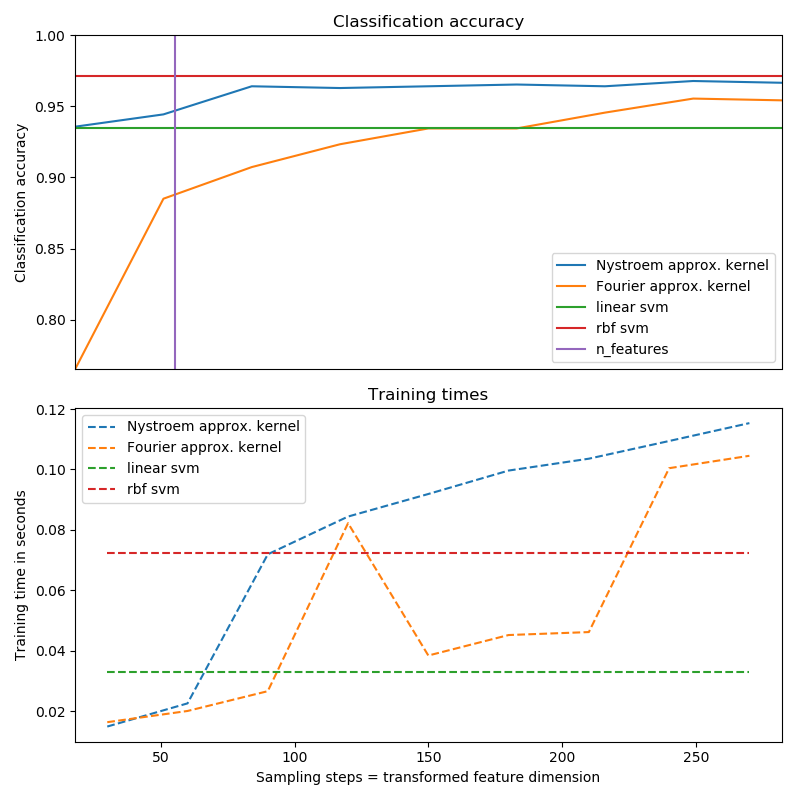 Classification accuracy
1.00
0.95
0.90
0.85
0.80
Classification accuracy
Nystroem approx. kernel
Fourier approx. kernel
linear svm
rbf svm
n_features
Training times
0.12
0.10
0.08
0.06
0.04
0.02
Training time in seconds
Nystroem approx. kernel
Fourier approx. kernel
linear svm
rbf svm
50 100 150 200 250
Sampling steps = transformed feature dimension